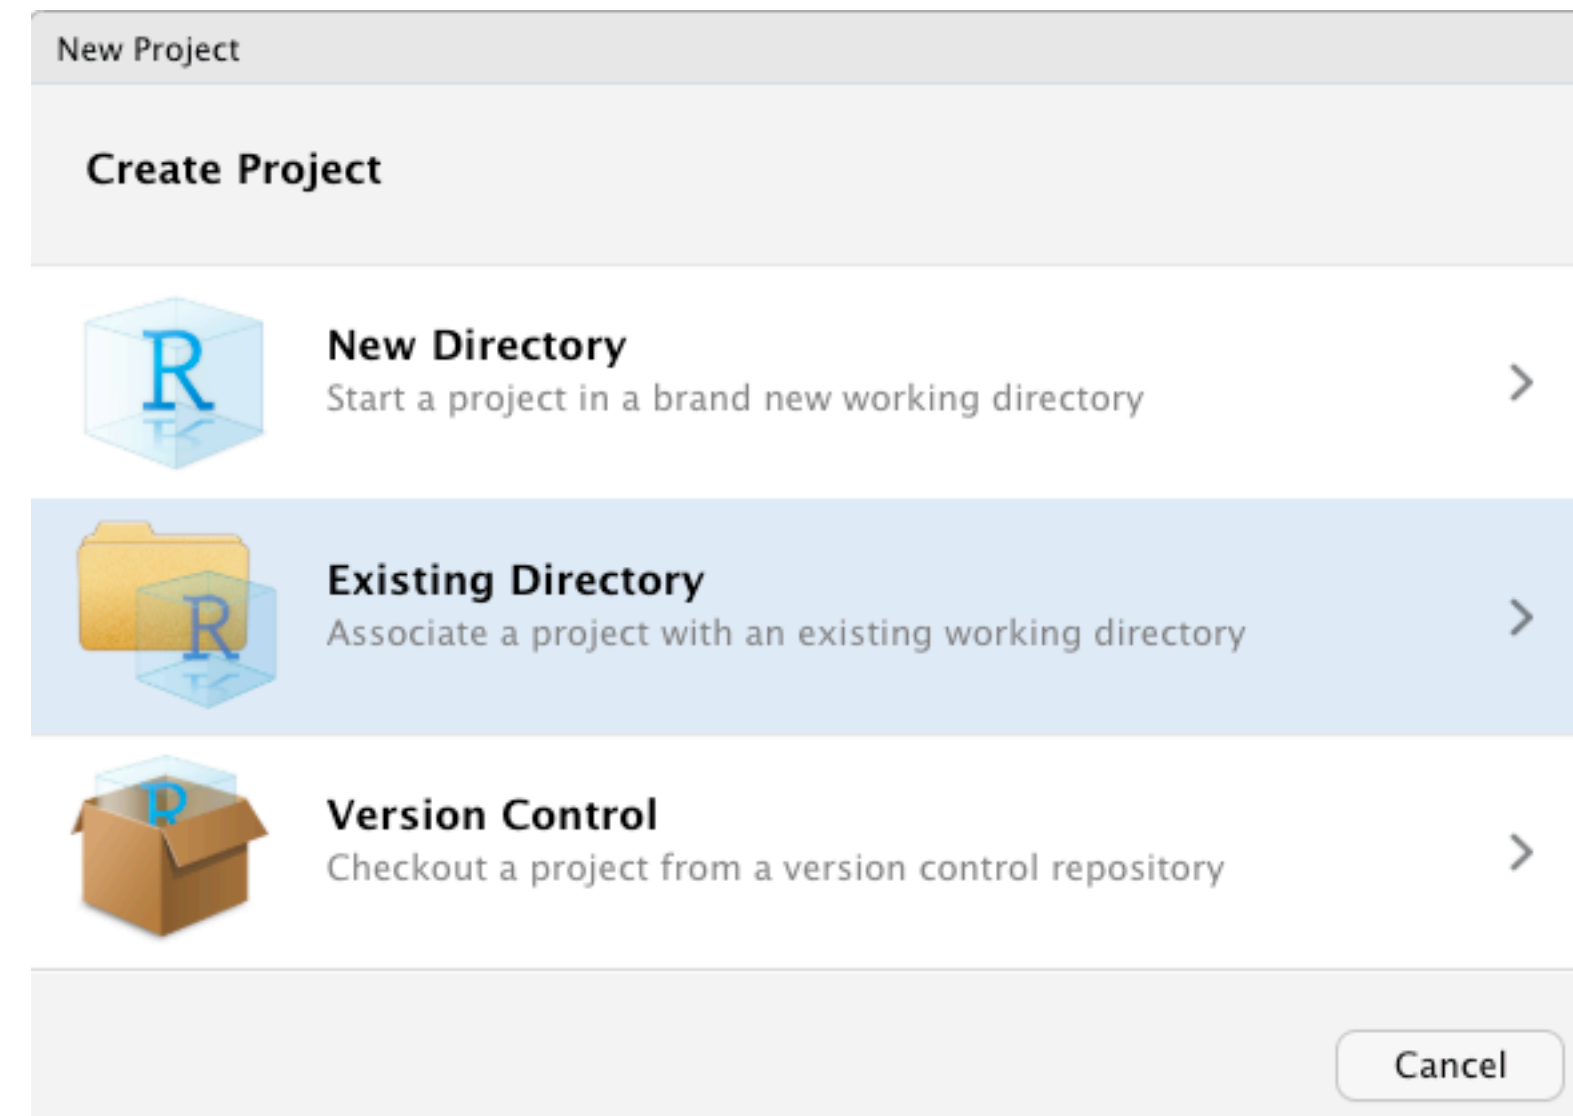 New Project
Create Project
R
New Directory
Start a project in a brand new working directory
R
Existing Directory
Associate a project with an existing working directory
R
Version Control
Checkout a project from a version control repository
Cancel